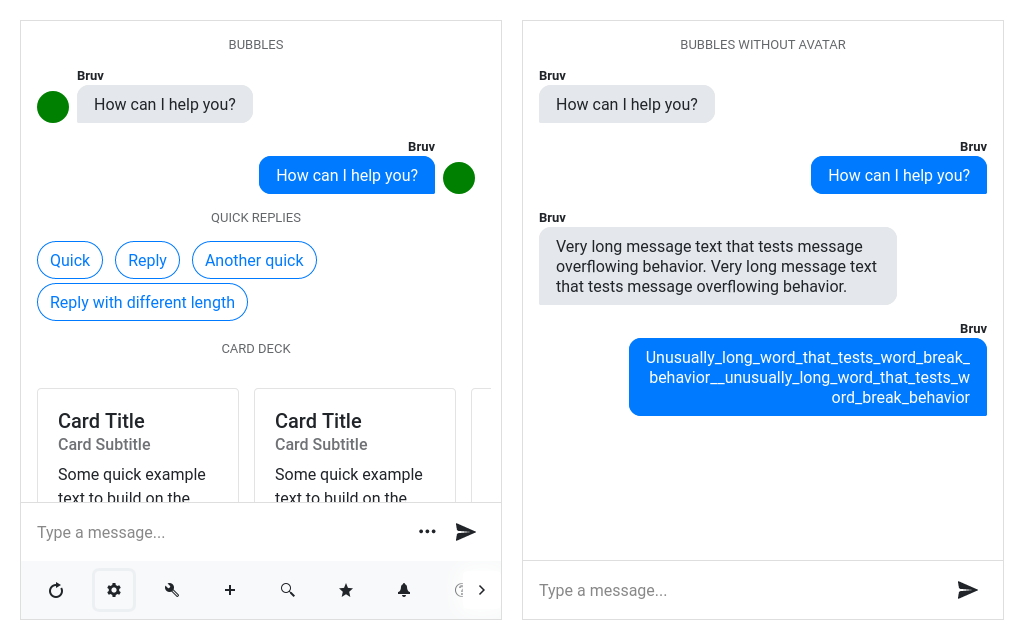 BUBBLES
Bruv
How can I help you?
Bruv
How can I help you?
QUICK REPLIES
Quick
Reply
Another quick
Reply with different length
CARD DECK
Card Title
Card Subtitle
Some quick example
text to build on the
Card Title
Card Subtitle
Some quick example
text to build on the
Type a message...
BUBBLES WITHOUT AVATAR
Bruv
How can I help you?
Bruv
How can I help you?
Bruv
Very long message text that tests message
overflowing behavior. Very long message text
that tests message overflowing behavior.
Bruv
Unusually_long_word_that_tests_word_break_
behavior__unusually_long_word_that_tests_w
ord_break_behavior
Type a message...